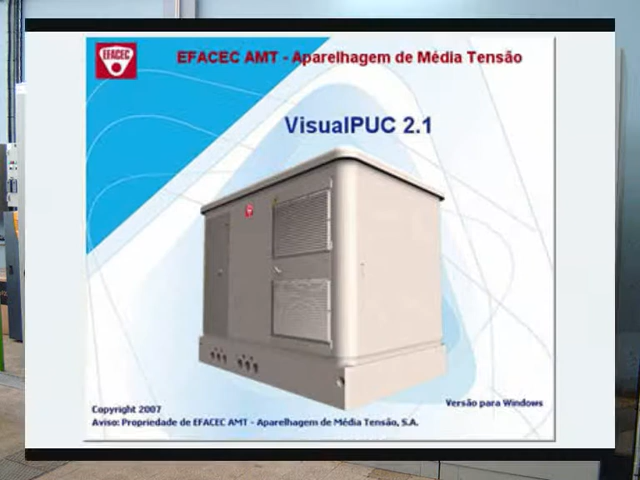 EFACEC
EFACEC AMT - Aparelhagem de Média Tensão
VisualPUC 2.1
Copyright 2007
Versão para Windows
Aviso: Propriedade de EFACEC AMT - Aparelhagem de Média Tensão, S.A.